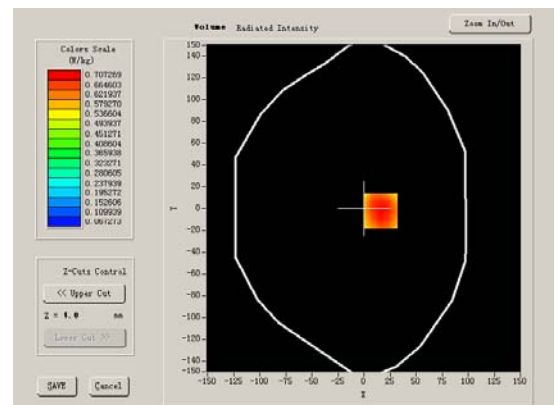 Volume Radiated Intensity
Zoom In/Out
Colors Scale
(W/kg)
0.707269
0.664603
0.621937
0.579270
0.536604
0.493937
0.451271
0.408604
0.365938
0.323271
0.280605
0.237939
0.195272
0.152606
0.109939
0.067273
Z-Cuts Control
<< Upper Cut
Z = 4.0 mm
Lower Cut >>
SAVE
Cancel
150
140
120
100
80
60
40
20
0
-20
-40
-60
-80
-100
-120
-140
-150
Y
-150 -125 -100 -75 -50 -25 0 25 50 75 100 125 150
X